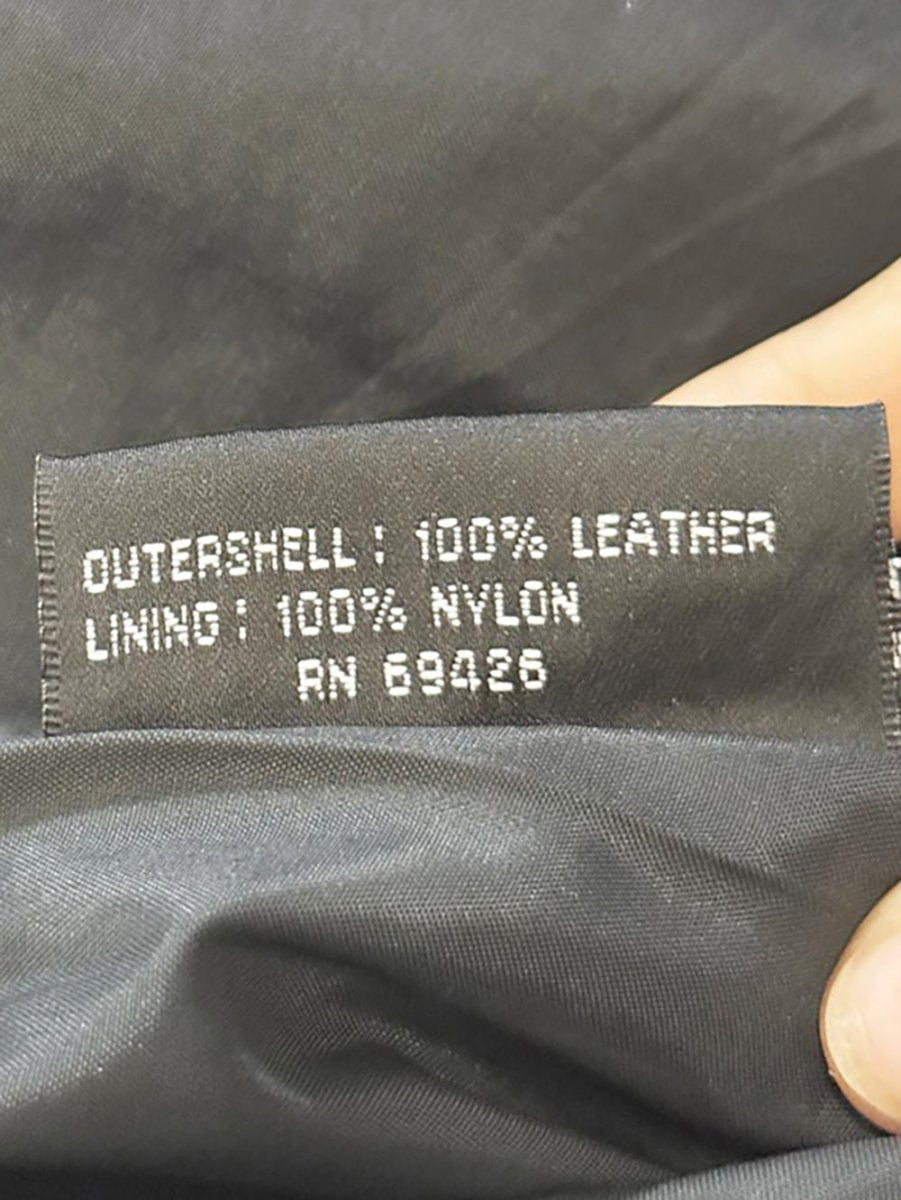 OUTERSHELL: 100% LEATHER
LINING: 100% NYLON
RN 69426